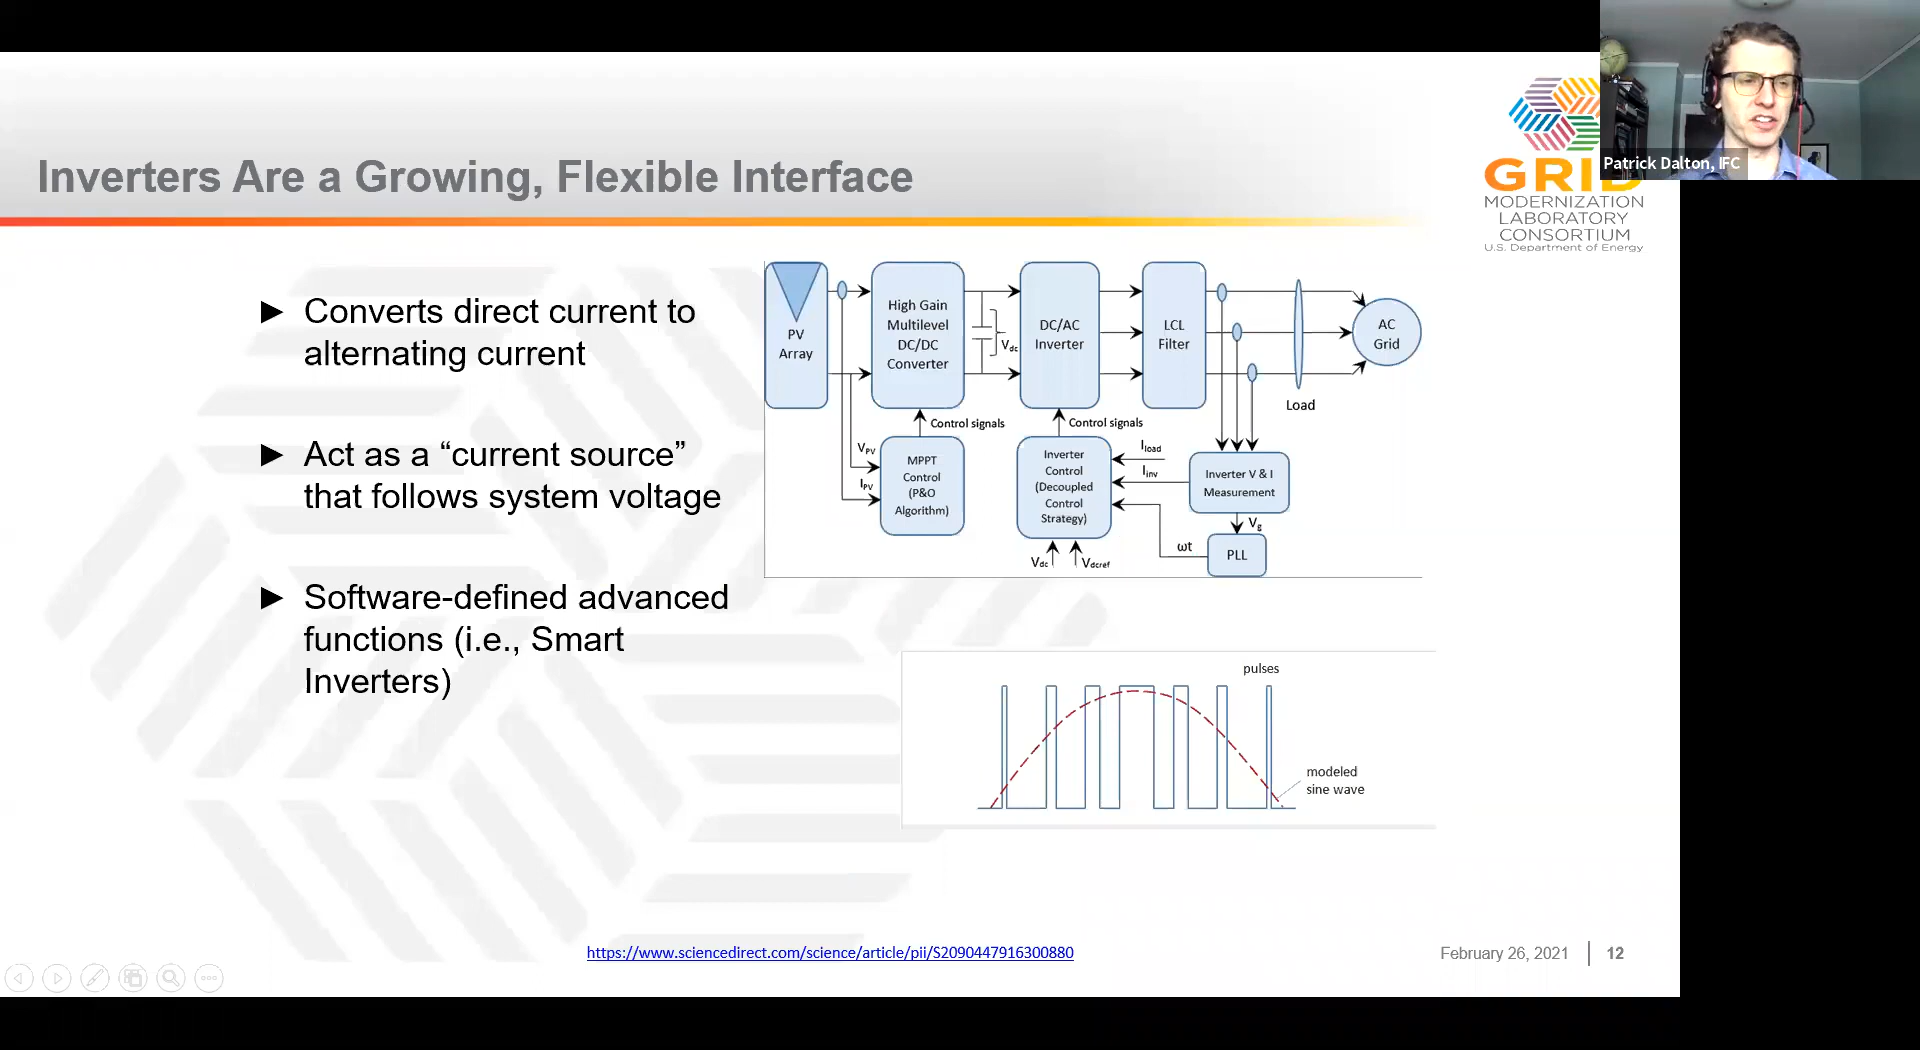 Patrick Dalton, IFC
Inverters Are a Growing, Flexible Interface
GRID
MODERNIZATION
LABORATORY
CONSORTIUM
U.S. Department of Energy
► Converts direct current to
alternating current
► Act as a “current source”
that follows system voltage
► Software-defined advanced
functions (i.e., Smart
Inverters)
PV
Array
High Gain
Multilevel
DC/DC
Converter
Vdc
DC/AC
Inverter
LCL
Filter
AC
Grid
Load
Control signals
Control signals
VPV
IPV
MPPT
Control
(P&O
Algorithm)
Inverter
Control
(Decoupled
Control
Strategy)
Iload
Iinv
Inverter V & I
Measurement
Vg
ωt
PLL
Vdc
Vdcref
pulses
modeled
sine wave
https://www.sciencedirect.com/science/article/pii/S2090447916300880
February 26, 2021
12